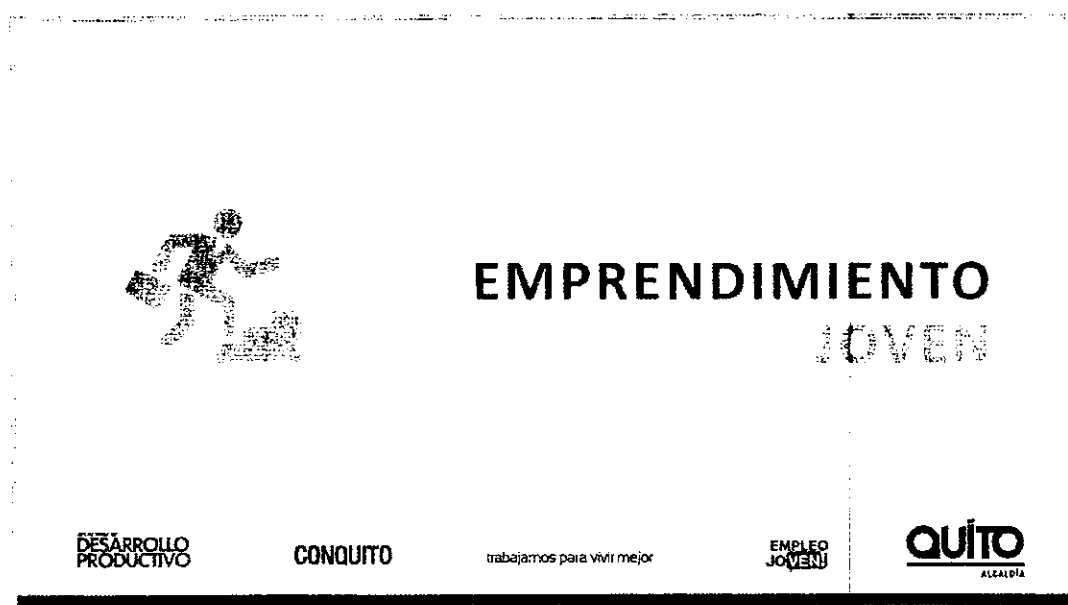 EMPRENDIMIENTO
JOVEN
DESARROLLO
PRODUCTIVO
CONQUITO
trabajamos para vivir mejor
EMPLEO
JOVEN!
QUITO
ALCALDÍA